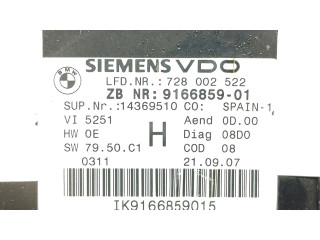 BMW
SIEMENS VDO
LFD.NR.: 728 002 522
ZB NR: 9166859-01
SUP.Nr.:14369510 CO: SPAIN-1
VI 5251 Aend 0D.00
HW 0E H Diag 08D0
SW 79.50.C1 COD 08
0311 21.09.07
IK9166859015